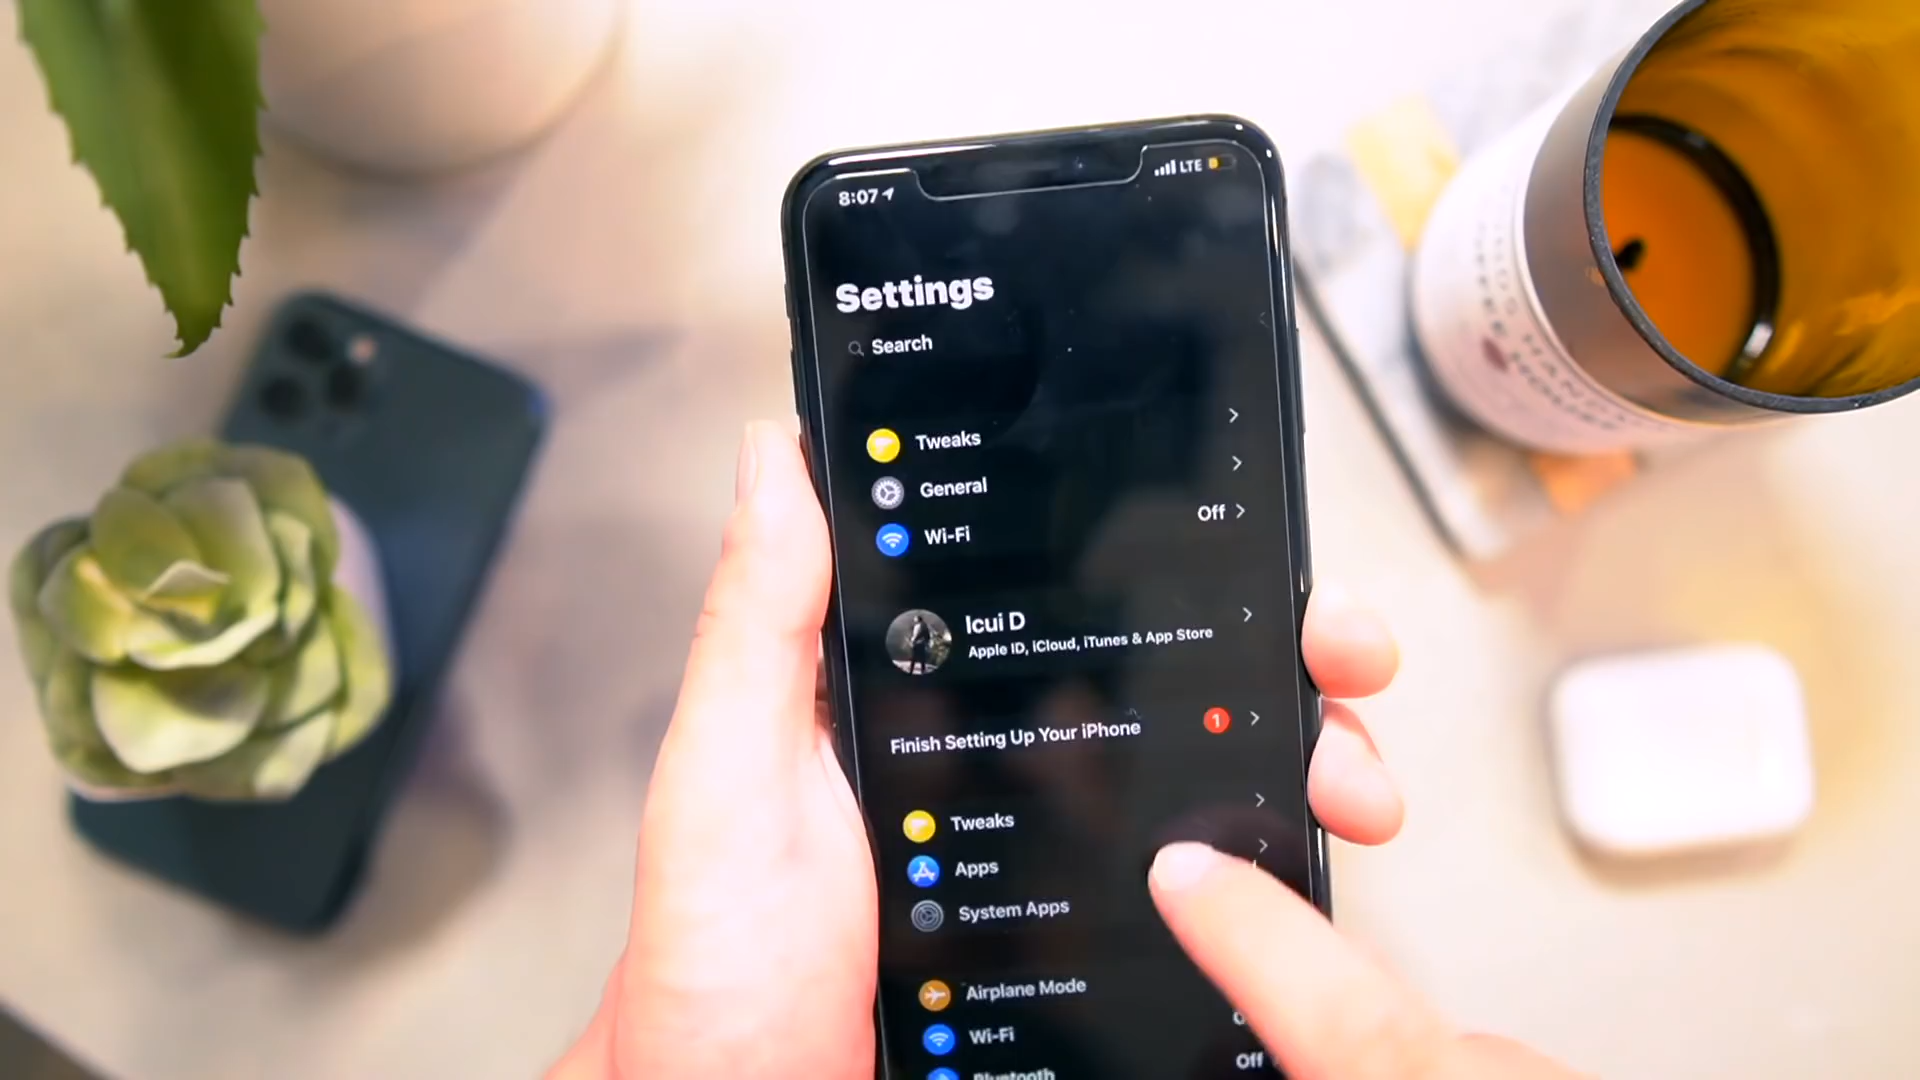 8:07
LTE
Settings
Search
Tweaks
General
Wi-Fi
Off
Icui D
Apple ID, iCloud, iTunes & App Store
Finish Setting Up Your iPhone
1
Tweaks
Apps
System Apps
Airplane Mode
Wi-Fi
Bluetooth
Off